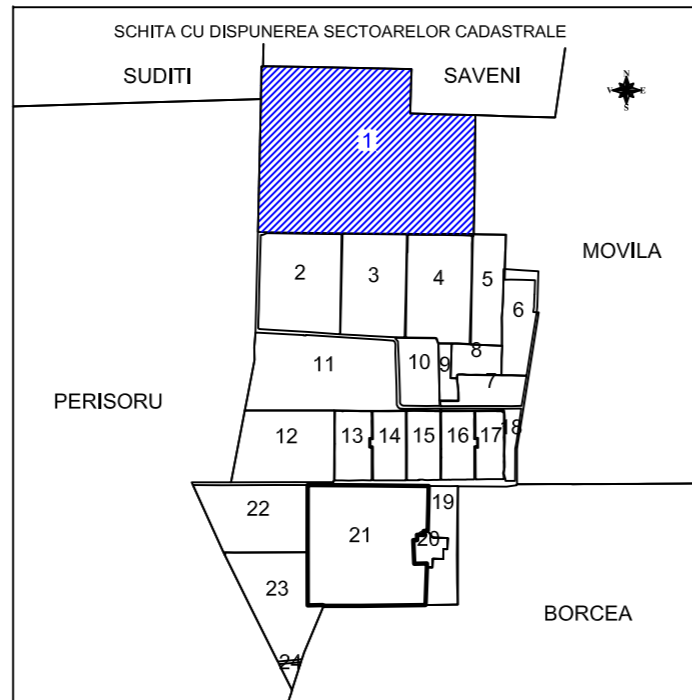 SCHITA CU DISPUNEREA SECTOARELOR CADASTRALE
SUDITI
SAVENI
N
V E
S
1
MOVILA
2
3
4
5
6
8
9
10
11
7
PERISORU
12
13
14
15
16
17
18
19
22
21
20
23
BORCEA
24